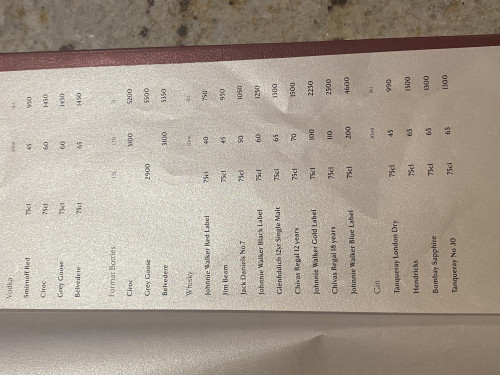 Vodka
Smirnoff Red 75cl 45 950
Ciroc 75cl 60 1450
Grey Goose 75cl 60 1450
Belvedere 75cl 65 1450
Format Bottles
Ciroc 3100 5200
Grey Goose 2900 5500
Belvedere 3100 5350
Whisky
Johnnie Walker Red Label 75cl 40 750
Jim Beam 75cl 45 950
Jack Daniels No.7 75cl 50 1050
Johnnie Walker Black Label 75cl 60 1250
Glenfiddich 12yr Single Malt 75cl 65 1300
Chivas Regal 12 years 75cl 70 1500
Johnnie Walker Gold Label 75cl 100 2250
Chivas Regal 18 years 75cl 110 2500
Johnnie Walker Blue Label 75cl 200 4600
Gin
Tanqueray London Dry 75cl 45 990
Hendricks 75cl 65 1300
Bombay Sapphire 75cl 65 1300
Tanqueray No 10 75cl 65 1300